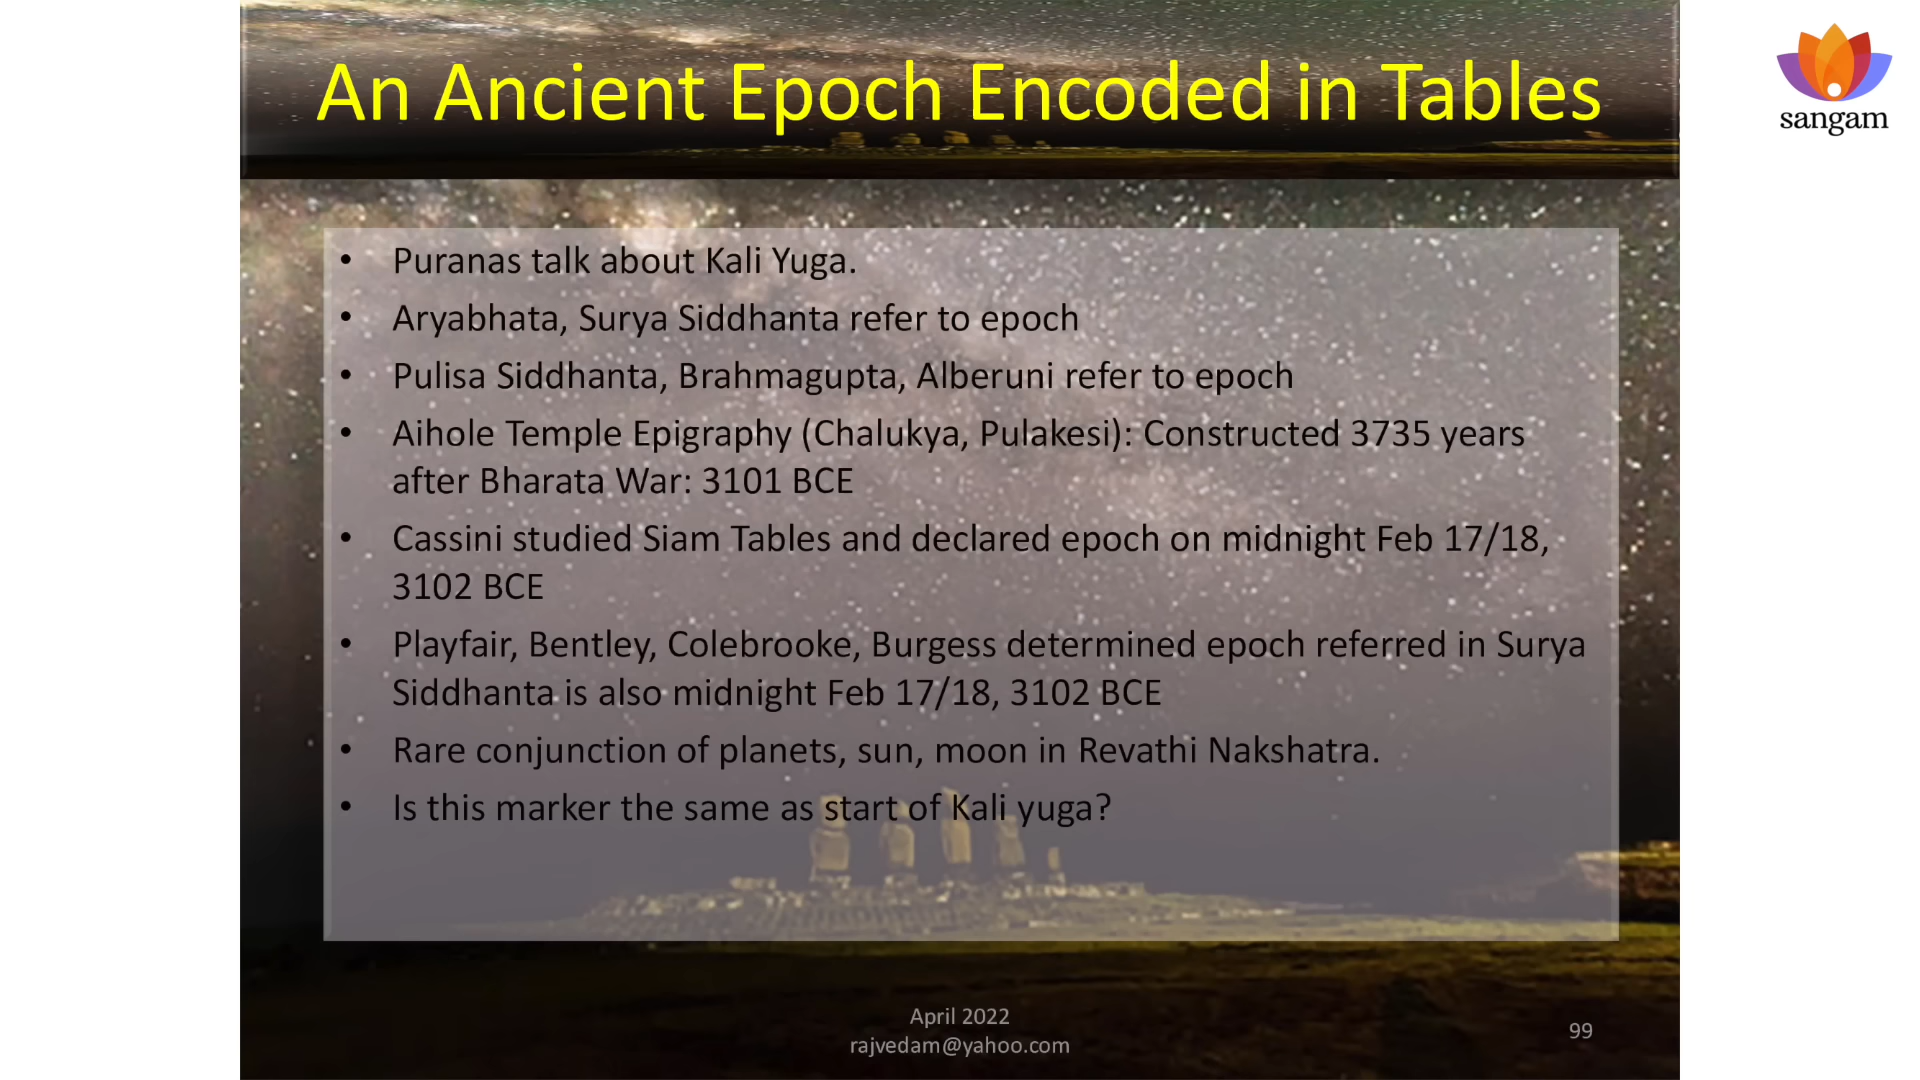 An Ancient Epoch Encoded in Tables
sangam
• Puranas talk about Kali Yuga.
• Aryabhata, Surya Siddhanta refer to epoch
• Pulisa Siddhanta, Brahmagupta, Alberuni refer to epoch
• Aihole Temple Epigraphy (Chalukya, Pulakesi): Constructed 3735 years
after Bharata War: 3101 BCE
• Cassini studied Siam Tables and declared epoch on midnight Feb 17/18,
3102 BCE
• Playfair, Bentley, Colebrooke, Burgess determined epoch referred in Surya
Siddhanta is also midnight Feb 17/18, 3102 BCE
• Rare conjunction of planets, sun, moon in Revathi Nakshatra.
• Is this marker the same as start of Kali yuga?
April 2022
rajvedam@yahoo.com
99